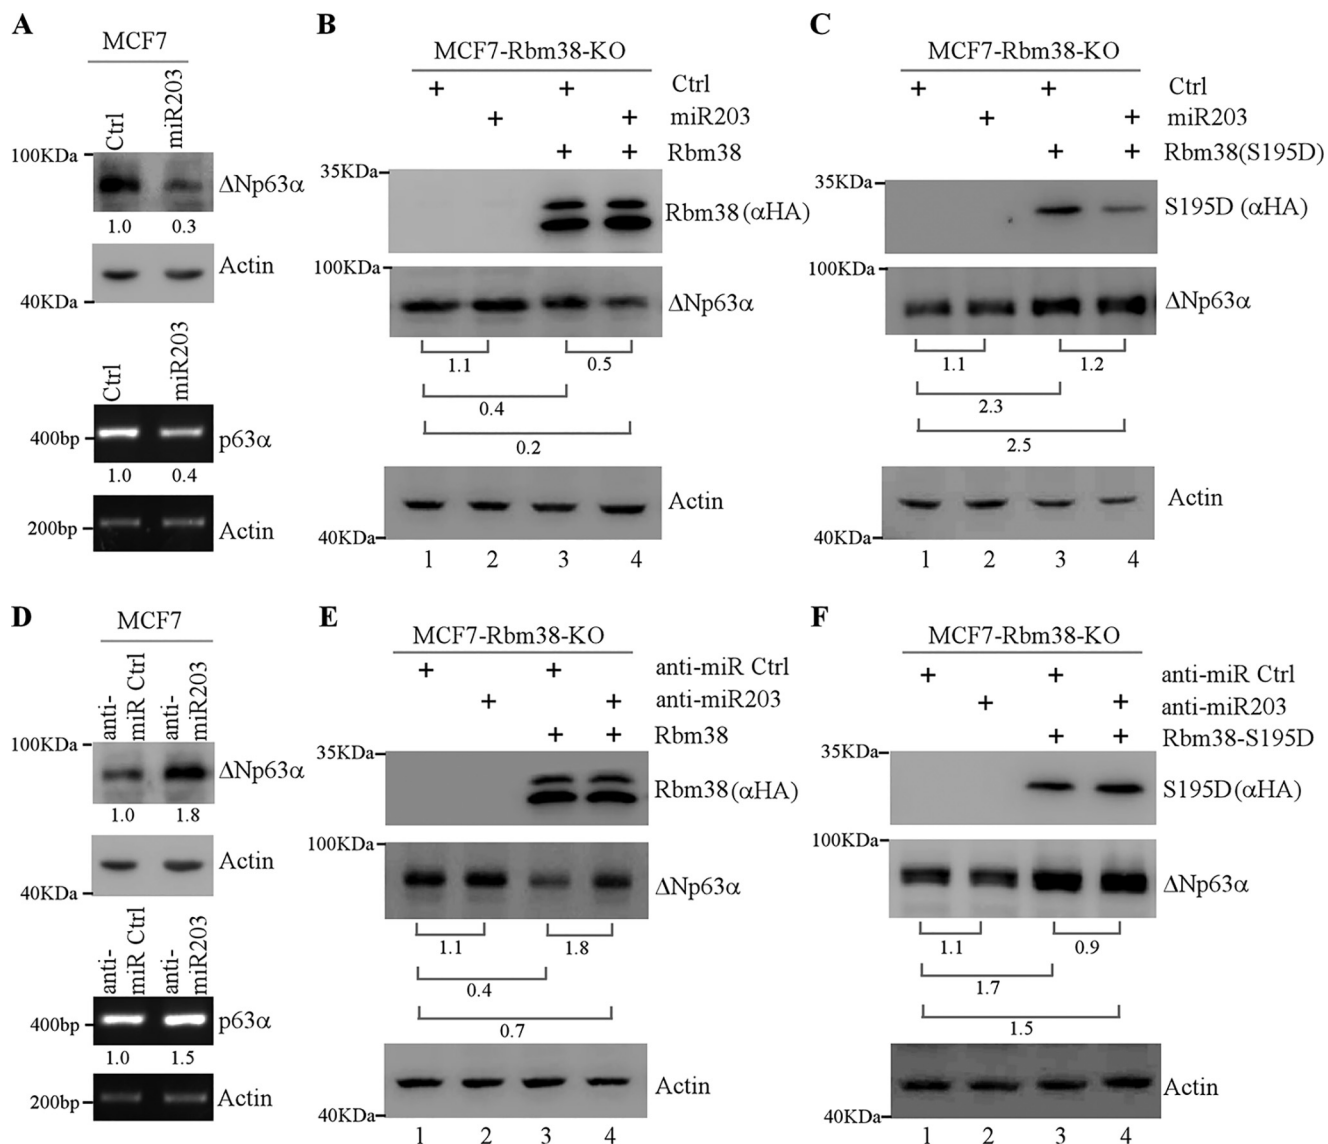 A
MCF7
Ctrl
miR203
100KDa
ΔNp63α
1.0 0.3
Actin
40KDa
Ctrl
miR203
400bp
p63α
1.0 0.4
200bp
Actin
B
MCF7-Rbm38-KO
+ + Ctrl
+ + miR203
+ + Rbm38
35KDa
Rbm38 (αHA)
100KDa
ΔNp63α
1.1 0.5
0.4
0.2
Actin
40KDa
1 2 3 4
C
MCF7-Rbm38-KO
+ + Ctrl
+ + miR203
+ + Rbm38(S195D)
35KDa
S195D (αHA)
100KDa
ΔNp63α
1.1 1.2
2.3
2.5
Actin
40KDa
1 2 3 4
D
MCF7
anti-
miR Ctrl
anti-
miR203
100KDa
ΔNp63α
1.0 1.8
Actin
40KDa
anti-
miR Ctrl
anti-
miR203
400bp
p63α
1.0 1.5
200bp
Actin
E
MCF7-Rbm38-KO
+ + anti-miR Ctrl
+ + anti-miR203
+ + Rbm38
35KDa
Rbm38 (αHA)
100KDa
ΔNp63α
1.1 1.8
0.4
0.7
Actin
40KDa
1 2 3 4
F
MCF7-Rbm38-KO
+ + anti-miR Ctrl
+ + anti-miR203
+ + Rbm38-S195D
35KDa
S195D(αHA)
100KDa
ΔNp63α
1.1 0.9
1.7
1.5
Actin
40KDa
1 2 3 4